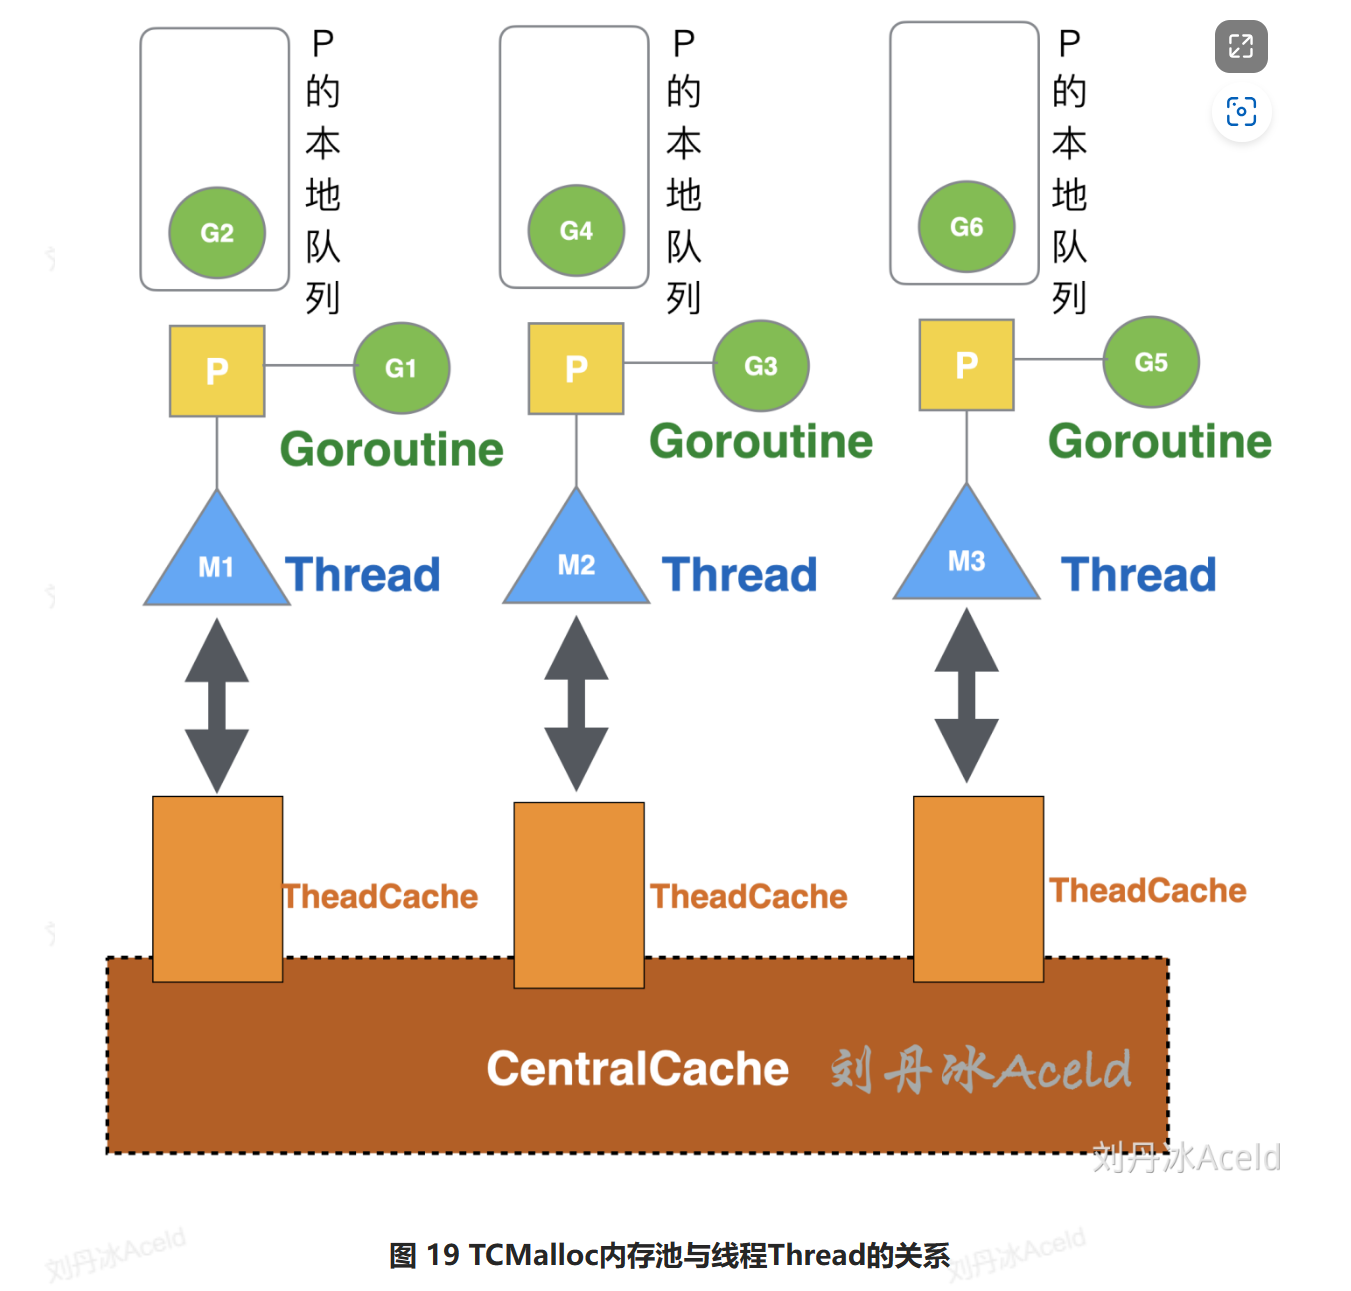 P的本地队列
P的本地队列
P的本地队列
G2
G4
G6
P
G1
P
G3
P
G5
Goroutine
Goroutine
Goroutine
M1
Thread
M2
Thread
M3
Thread
TheadCache
TheadCache
TheadCache
CentralCache
刘丹冰Aceld
刘丹冰Aceld
图 19 TCMalloc内存池与线程Thread的关系
刘丹冰Aceld
刘丹冰Aceld